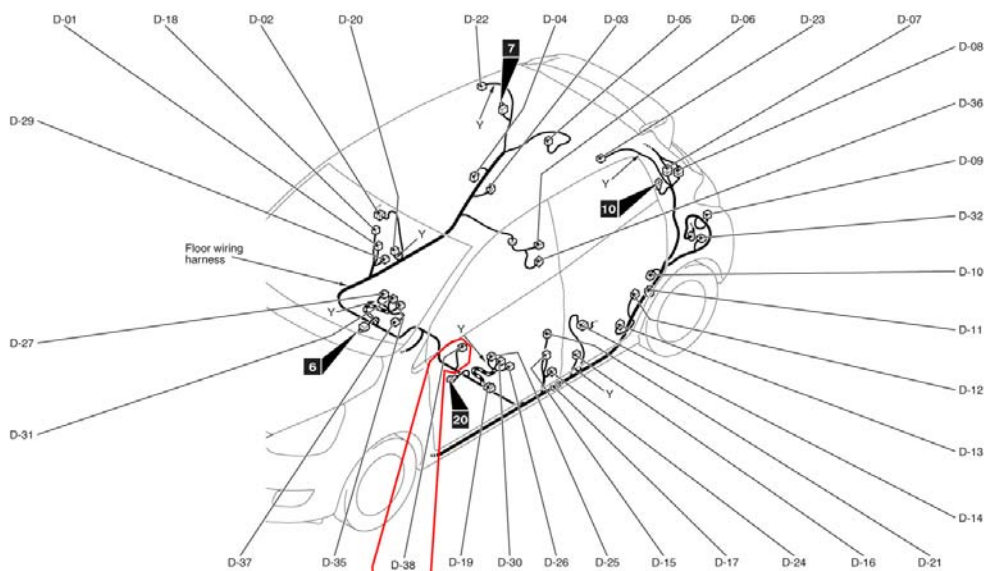 D-01 D-18 D-02 D-20 D-22 D-04 D-03 D-05 D-06 D-23 D-07
D-08
7
D-36
D-29
Y
D-09
Y
10
D-32
Y
Floor wiring
harness
D-10
Y
Y
D-11
D-27
6
D-12
Y
20
D-31
D-13
D-14
D-37 D-35 D-38 D-19 D-30 D-26 D-25 D-15 D-17 D-24 D-16 D-21